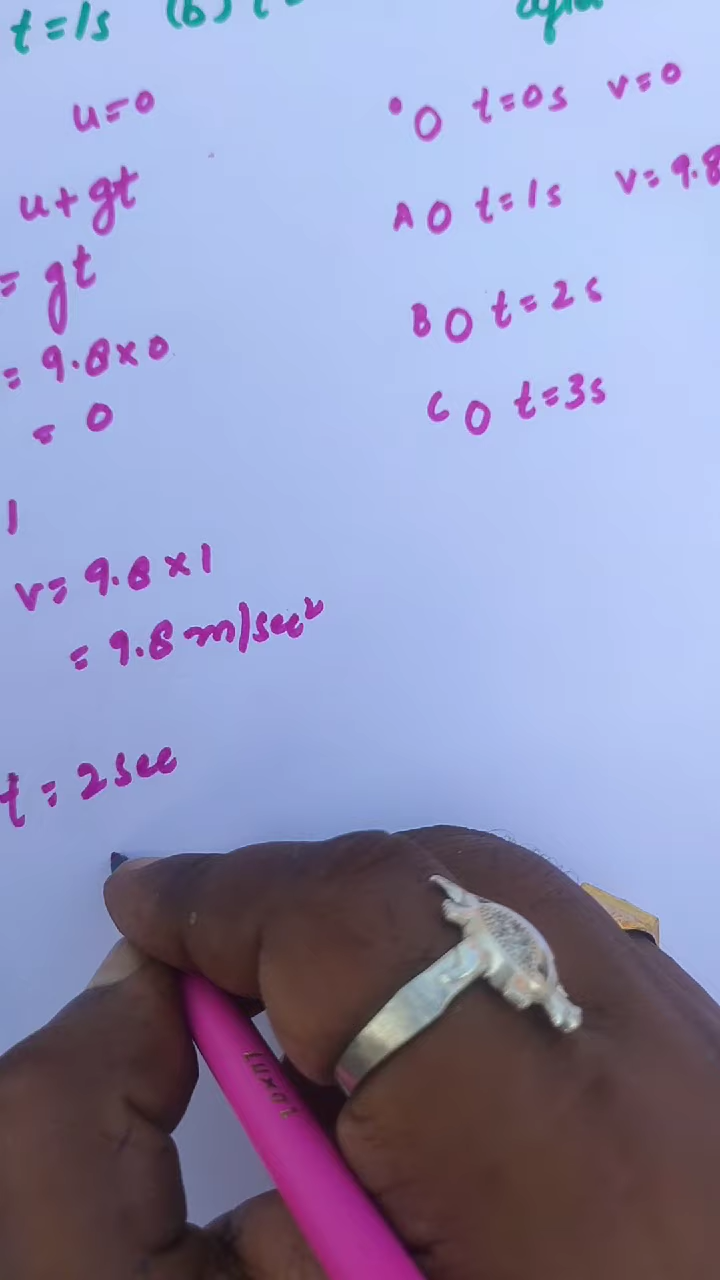 t=1s (b)
u=0
u+gt
= gt
= 9.8×0
= 0
1
v= 9.8×1
= 9.8 m/sec²
t= 2sec
O t=0s v=0
A O t=1s v=9.8
B O t=2s
C O t=3s
Luxor